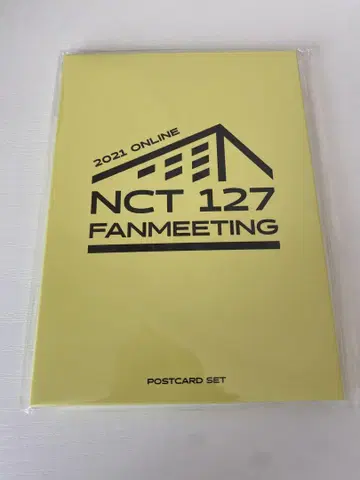 2021 ONLINE
NCT 127
FANMEETING
POSTCARD SET